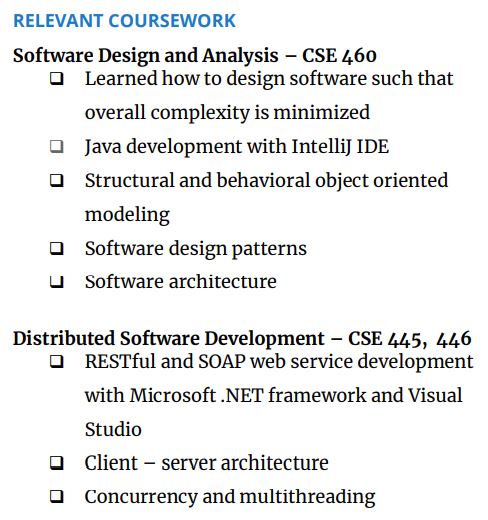 RELEVANT COURSEWORK
Software Design and Analysis – CSE 460
❏ Learned how to design software such that
overall complexity is minimized
❏ Java development with IntelliJ IDE
❏ Structural and behavioral object oriented
modeling
❏ Software design patterns
❏ Software architecture
Distributed Software Development – CSE 445, 446
❏ RESTful and SOAP web service development
with Microsoft .NET framework and Visual
Studio
❏ Client – server architecture
❏ Concurrency and multithreading